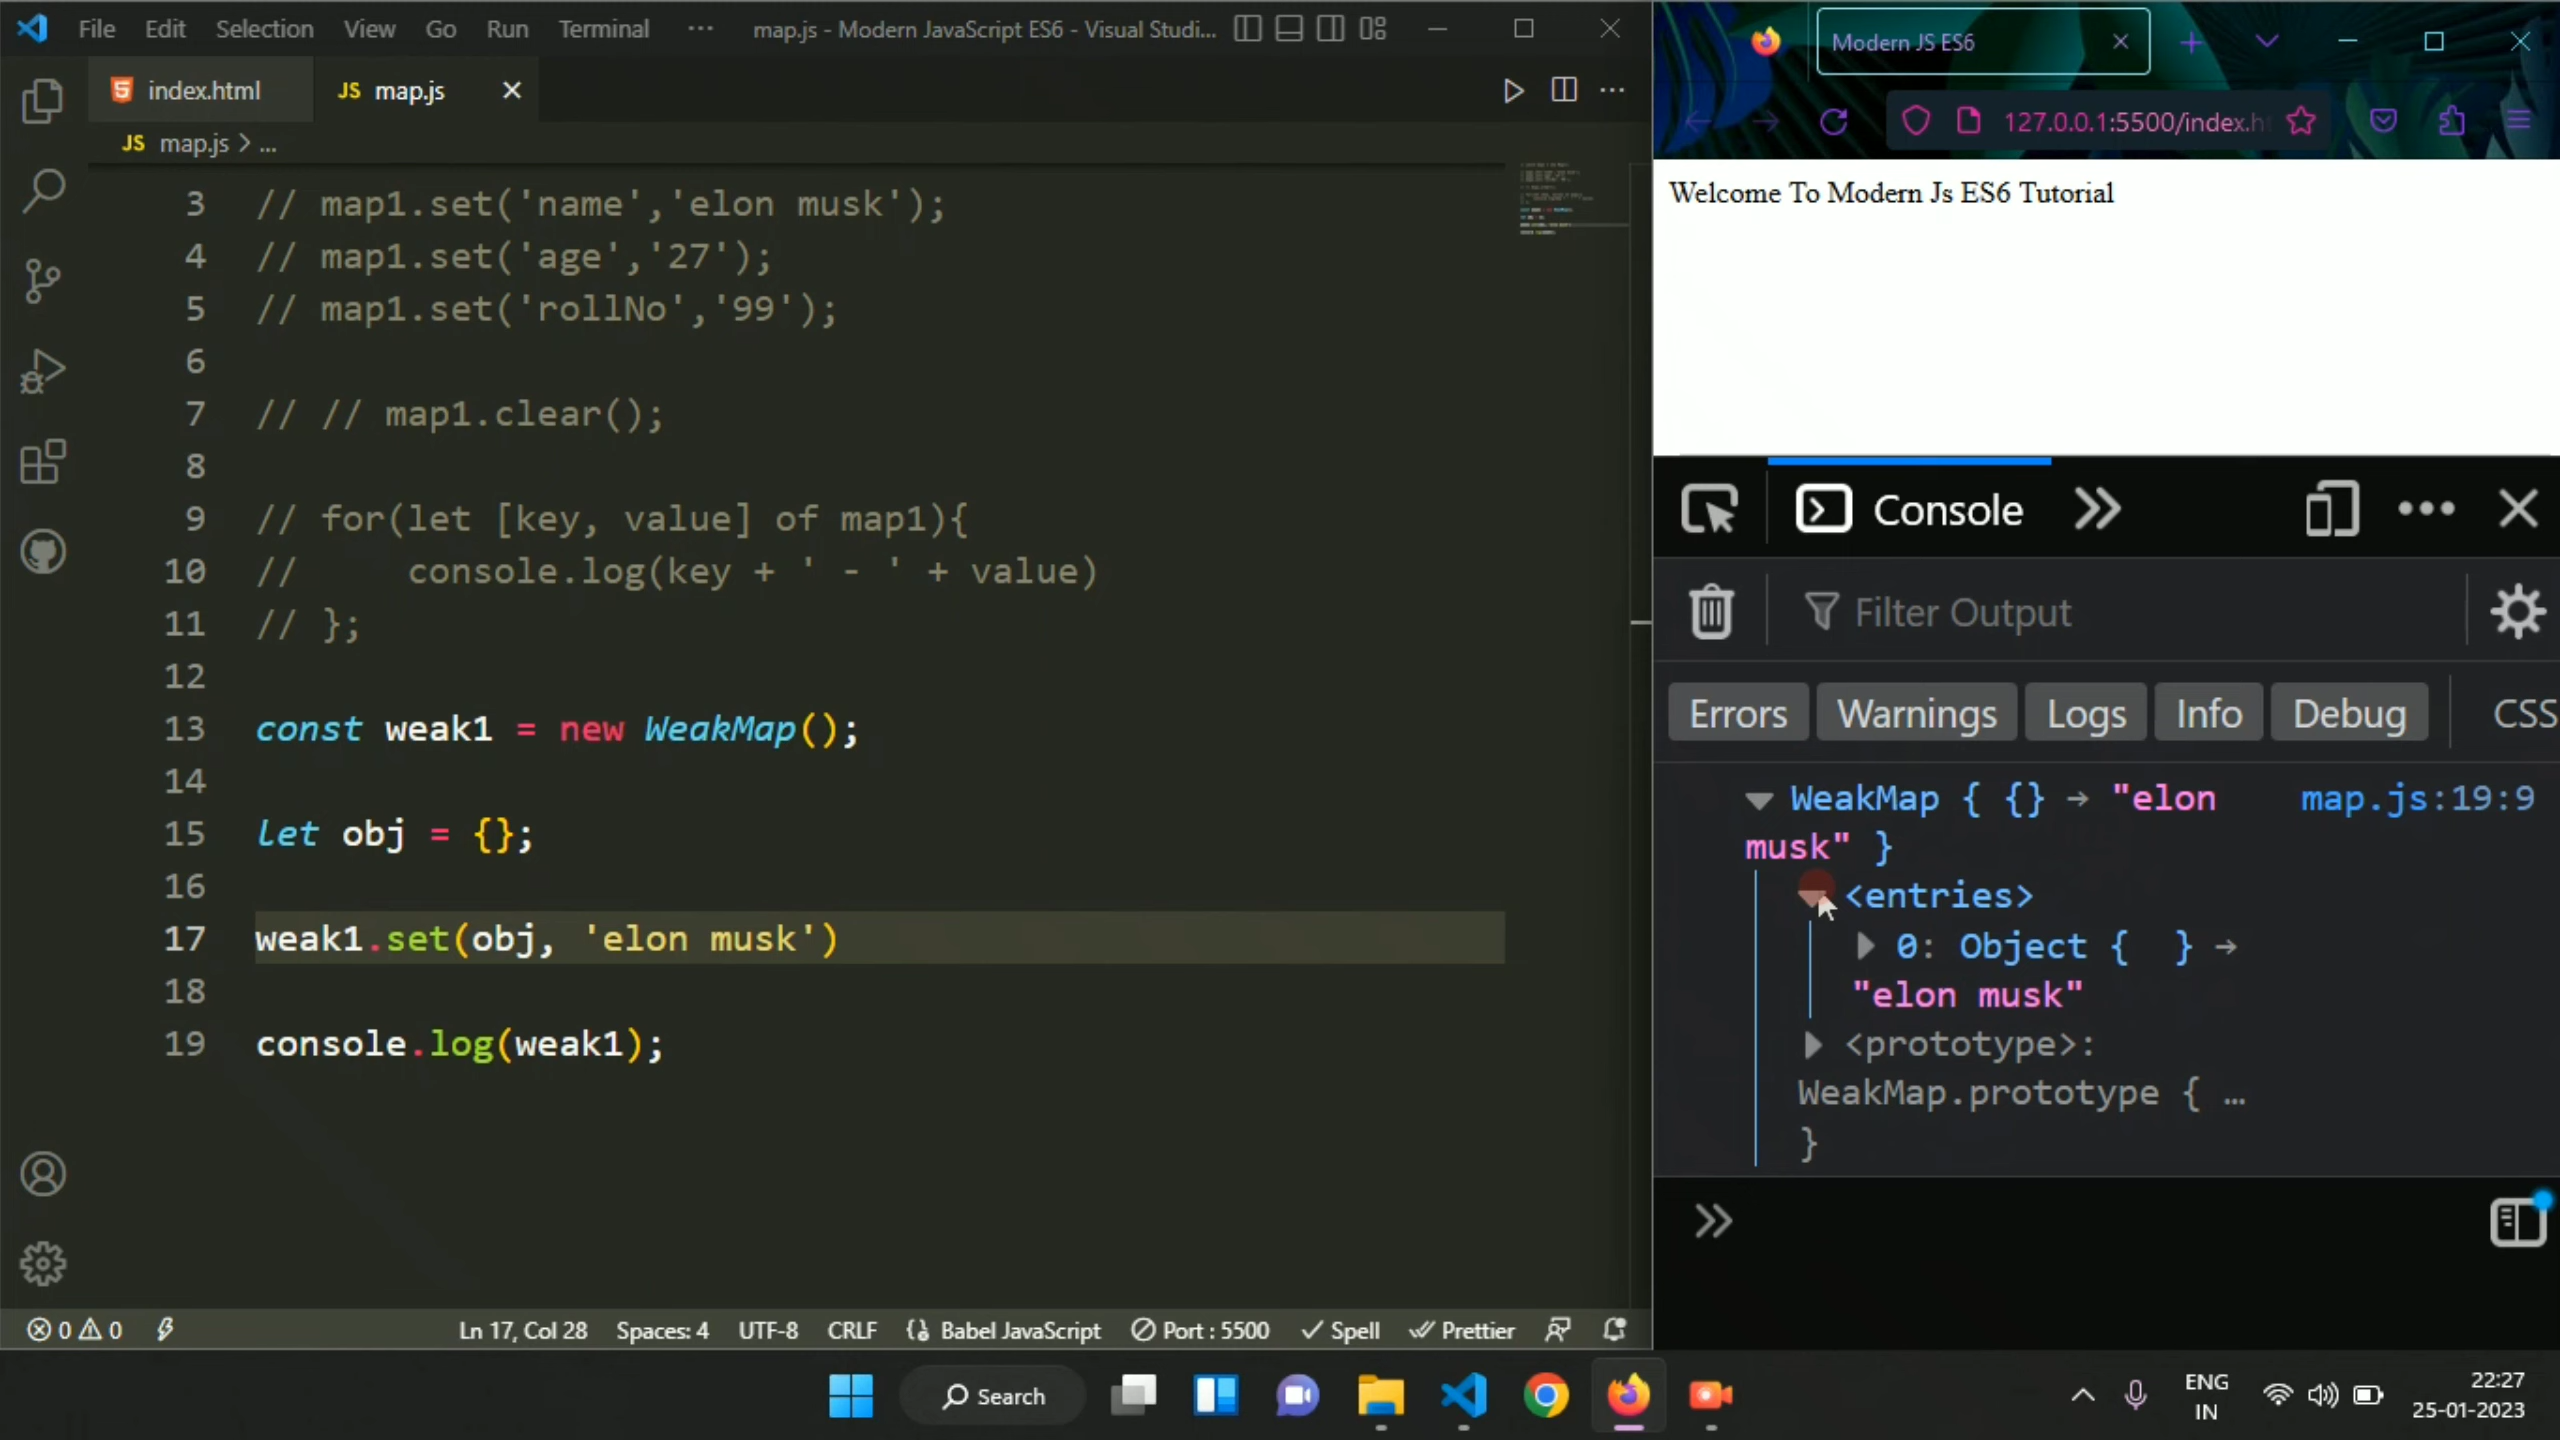 File Edit Selection View Go Run Terminal ··· map.js - Modern JavaScript ES6 - Visual Studi...
index.html JS map.js
JS map.js > ...
3 // map1.set('name','elon musk');
4 // map1.set('age','27');
5 // map1.set('rollNo','99');
6
7 // // map1.clear();
8
9 // for(let [key, value] of map1){
10 //     console.log(key + ' - ' + value)
11 // };
12
13 const weak1 = new WeakMap();
14
15 let obj = {};
16
17 weak1.set(obj, 'elon musk')
18
19 console.log(weak1);
0 0 Ln 17, Col 28 Spaces: 4 UTF-8 CRLF Babel JavaScript Port : 5500 Spell Prettier
Modern JS ES6
127.0.0.1:5500/index.h
Welcome To Modern Js ES6 Tutorial
Console
Filter Output
Errors Warnings Logs Info Debug CSS
WeakMap { {} → "elon map.js:19:9
musk" }
<entries>
0: Object { } →
"elon musk"
<prototype>:
WeakMap.prototype { …
}
Search
ENG
IN
22:27
25-01-2023